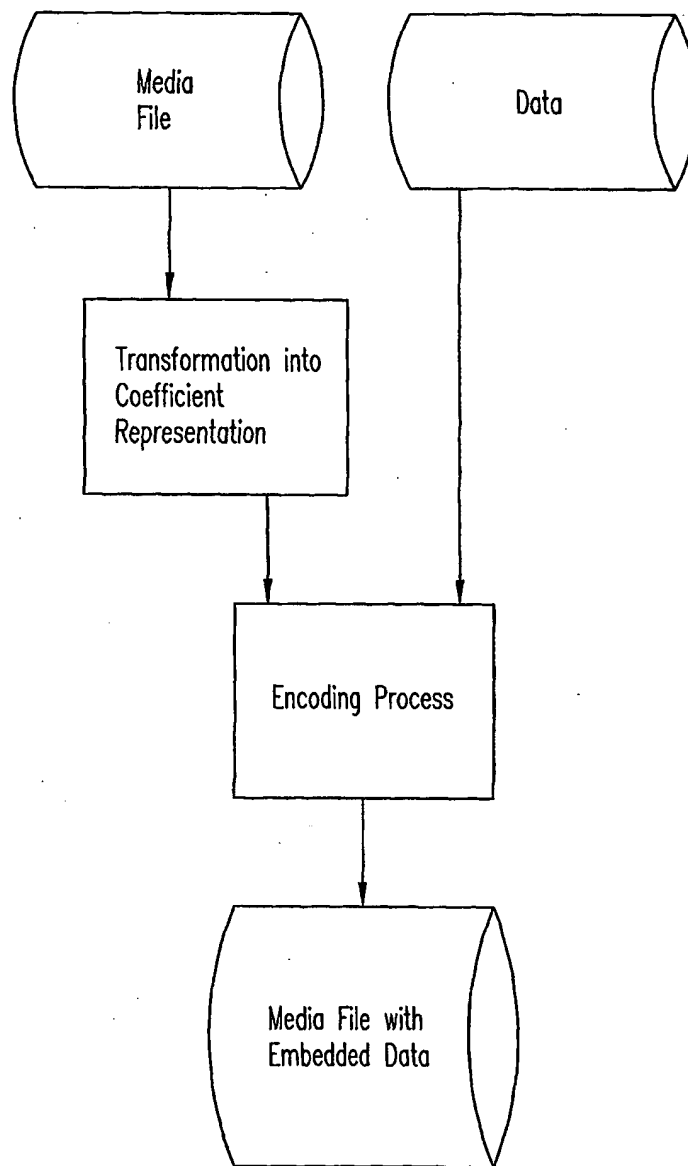 Media
File
Data
Transformation into
Coefficient
Representation
Encoding Process
Media File with
Embedded Data